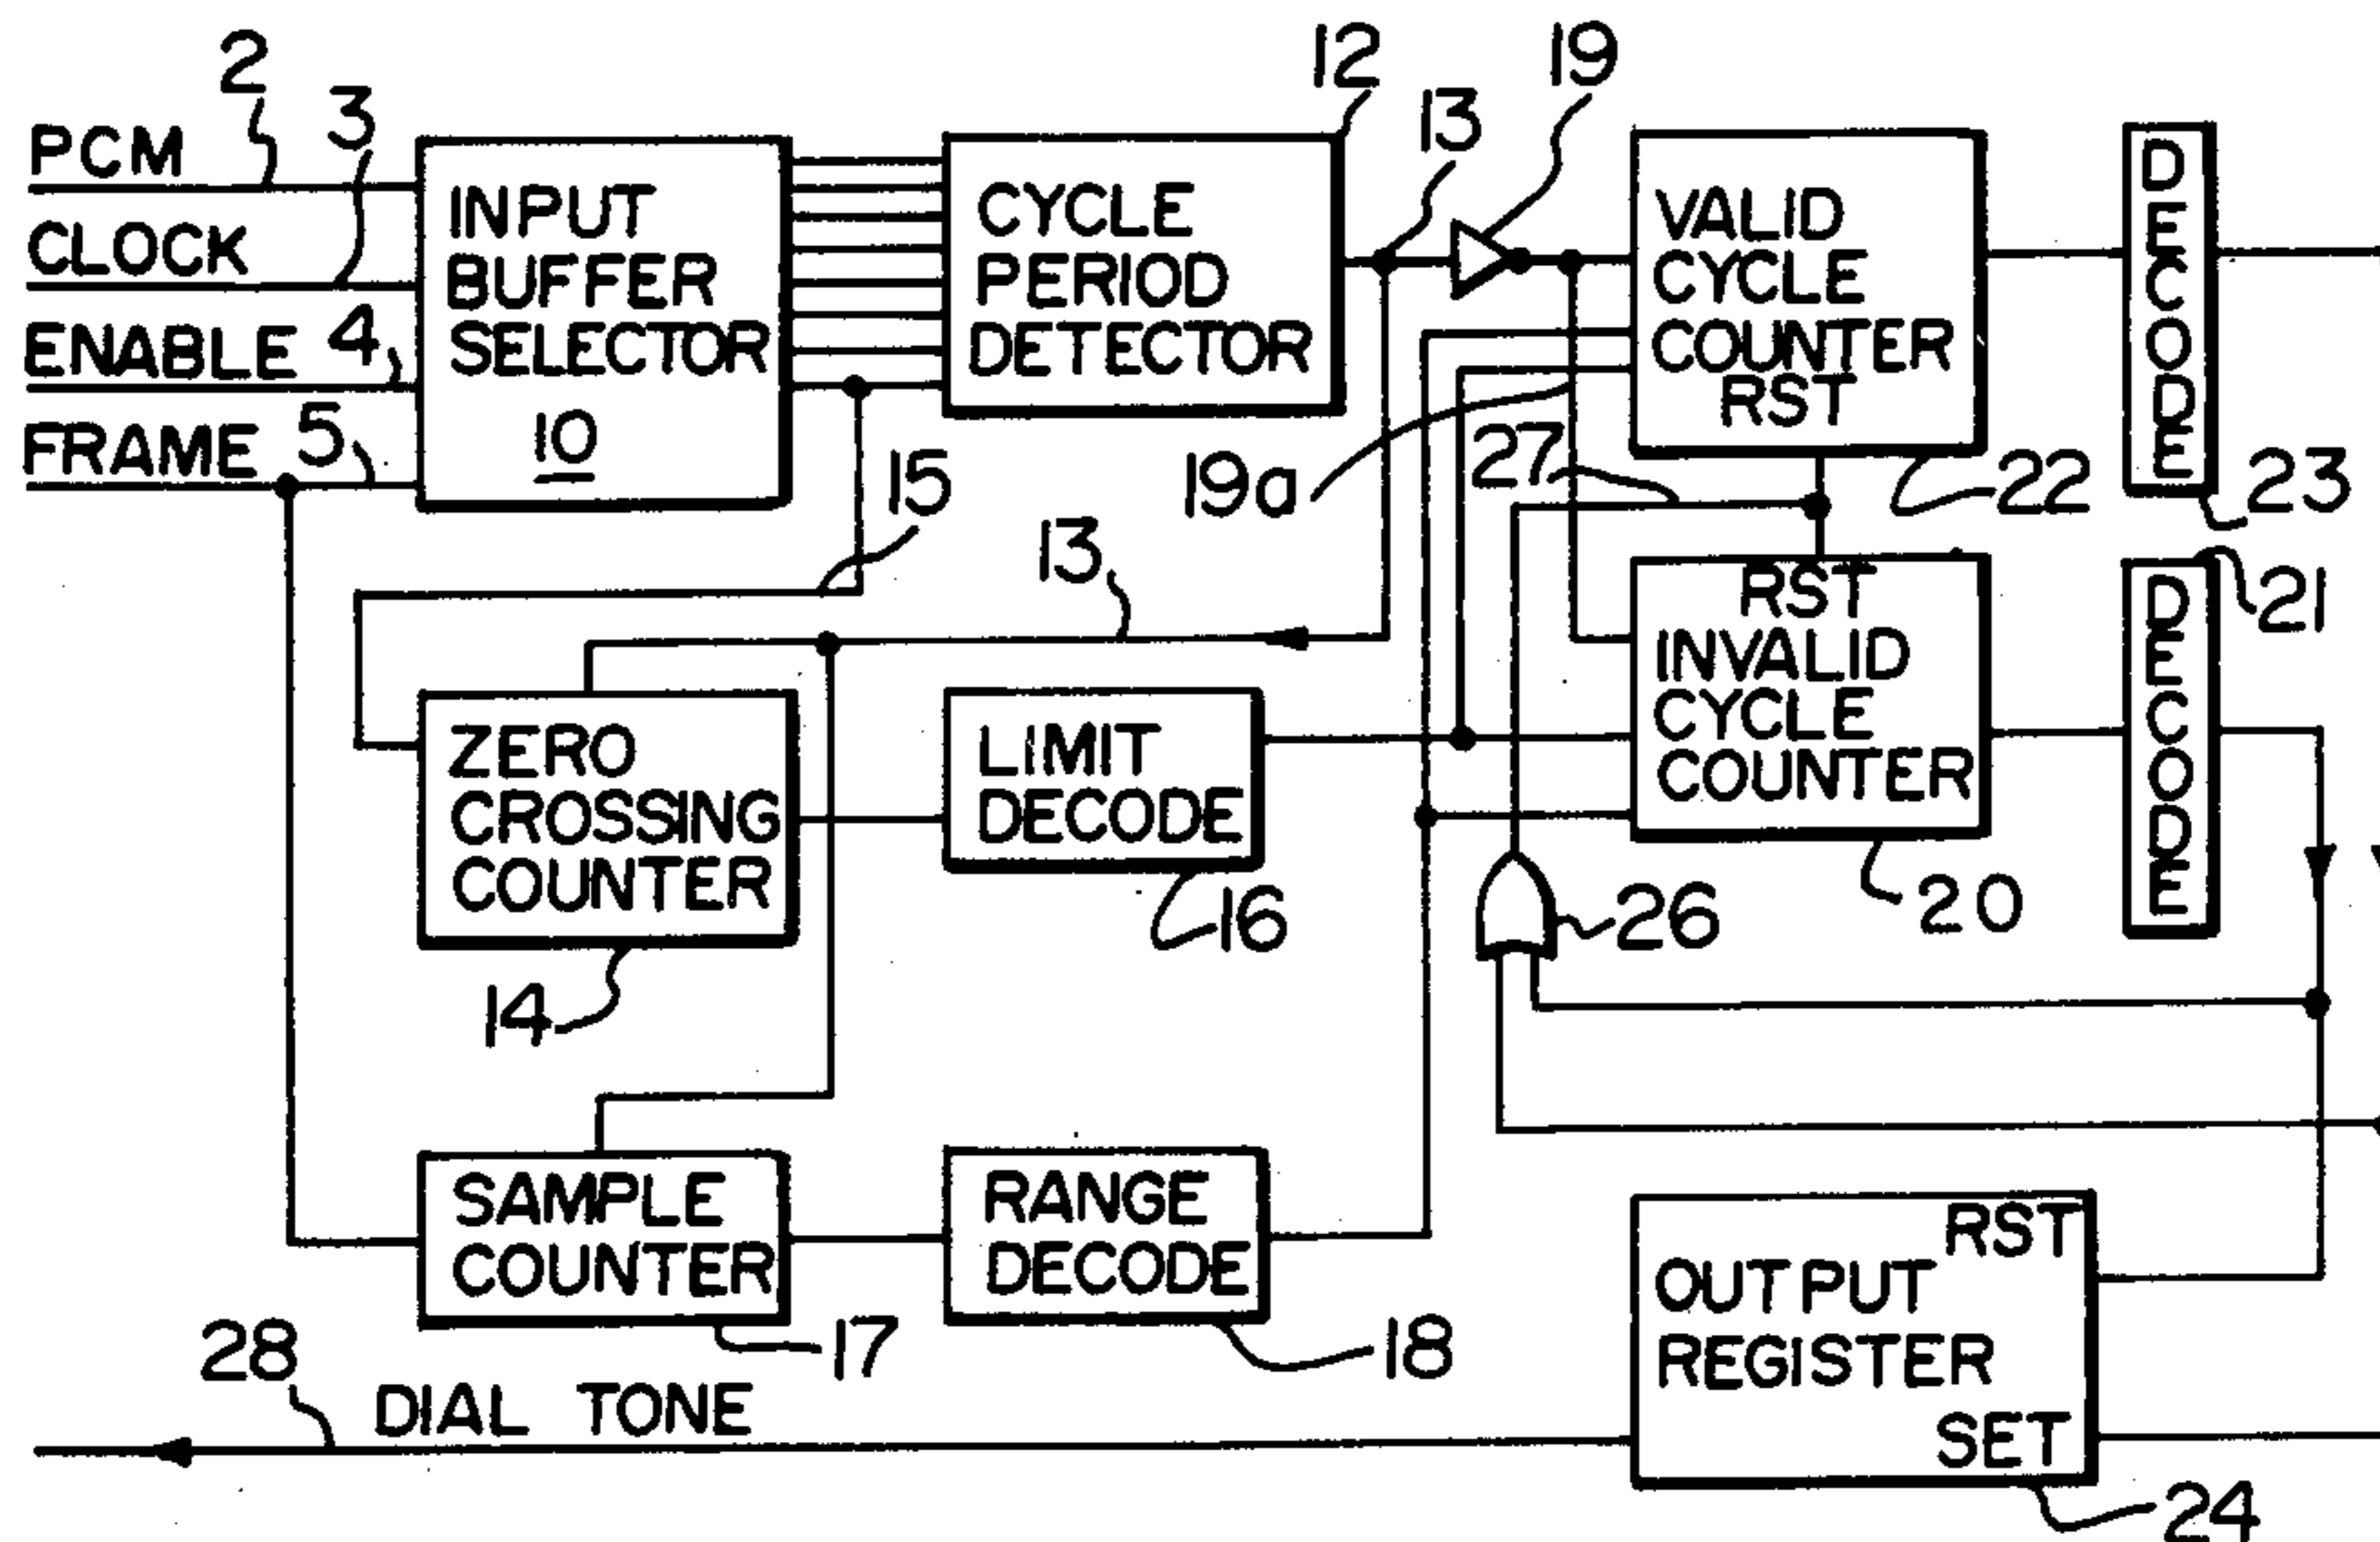 2
3
PCM
CLOCK
ENABLE 4
FRAME 5
INPUT
BUFFER
SELECTOR
10
12
CYCLE
PERIOD
DETECTOR
13
19
VALID
CYCLE
COUNTER
RST
22
DECODE
23
15
19a
27
13
RST
INVALID
CYCLE
COUNTER
20
DECODE
21
ZERO
CROSSING
COUNTER
14
LIMIT
DECODE
16
26
SAMPLE
COUNTER
17
RANGE
DECODE
18
RST
OUTPUT
REGISTER
SET
24
28
DIAL TONE